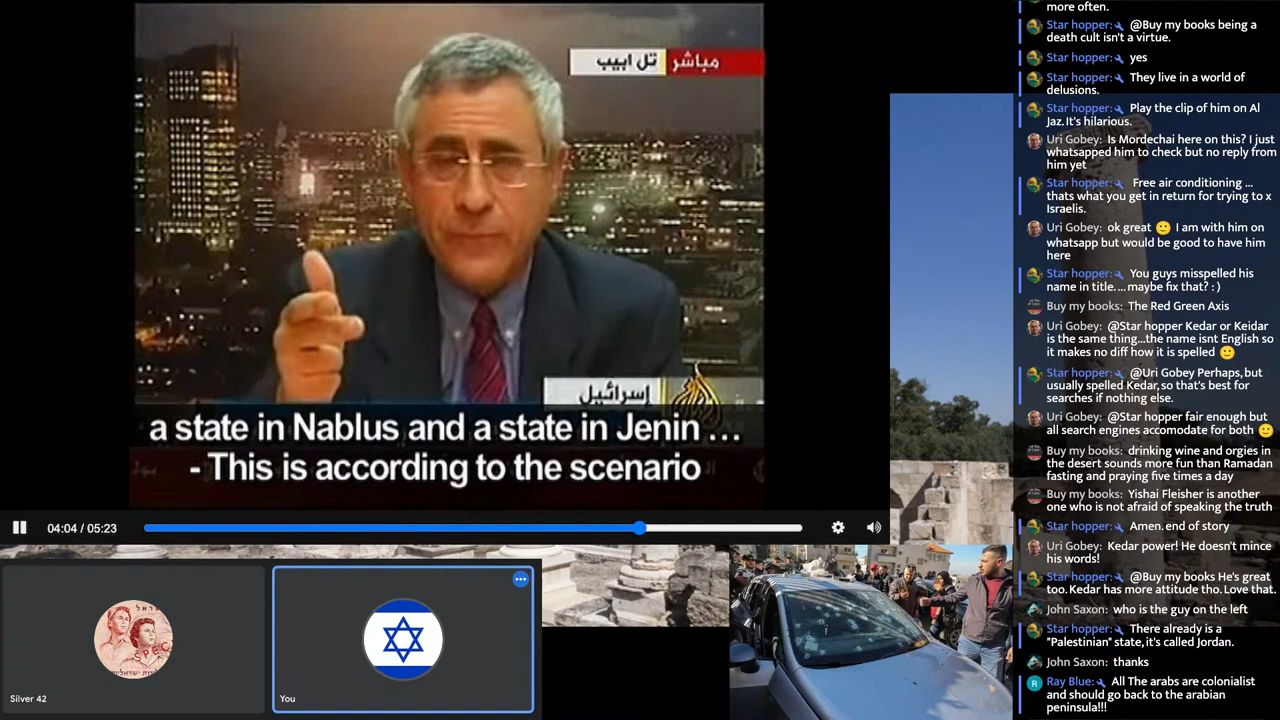 مباشر
تل ابيب
إسرائيل
a state in Nablus and a state in Jenin ...
- This is according to the scenario
04:04 / 05:23
Silver 42
You
more often.
Star hopper: @Buy my books being a
death cult isn't a virtue.
Star hopper: yes
Star hopper: They live in a world of
delusions.
Star hopper: Play the clip of him on Al
Jaz. It's hilarious.
Uri Gobey: Is Mordechai here on this? I just
whatsapped him to check but no reply from
him yet
Star hopper: Free air conditioning ...
thats what you get in return for trying to x
Israelis.
Uri Gobey: ok great 🙂 I am with him on
whatsapp but would be good to have him
here
Star hopper: You guys misspelled his
name in title.... maybe fix that? : )
Buy my books: The Red Green Axis
Uri Gobey: @Star hopper Kedar or Keidar
is the same thing...the name isnt English so
it makes no diff how it is spelled 🙂
Star hopper: @Uri Gobey Perhaps, but
usually spelled Kedar, so that's best for
searches if nothing else.
Uri Gobey: @Star hopper fair enough but
all search engines accomodate for both 🙂
Buy my books: drinking wine and orgies in
the desert sounds more fun than Ramadan
fasting and praying five times a day
Buy my books: Yishai Fleisher is another
one who is not afraid of speaking the truth
Star hopper: Amen. end of story
Uri Gobey: Kedar power! He doesn't mince
his words!
Star hopper: @Buy my books He's great
too. Kedar has more attitude tho. Love that.
John Saxon: who is the guy on the left
Star hopper: There already is a
"Palestinian" state, it's called Jordan.
John Saxon: thanks
Ray Blue: All The arabs are colonialist
and should go back to the arabian
peninsula!!!